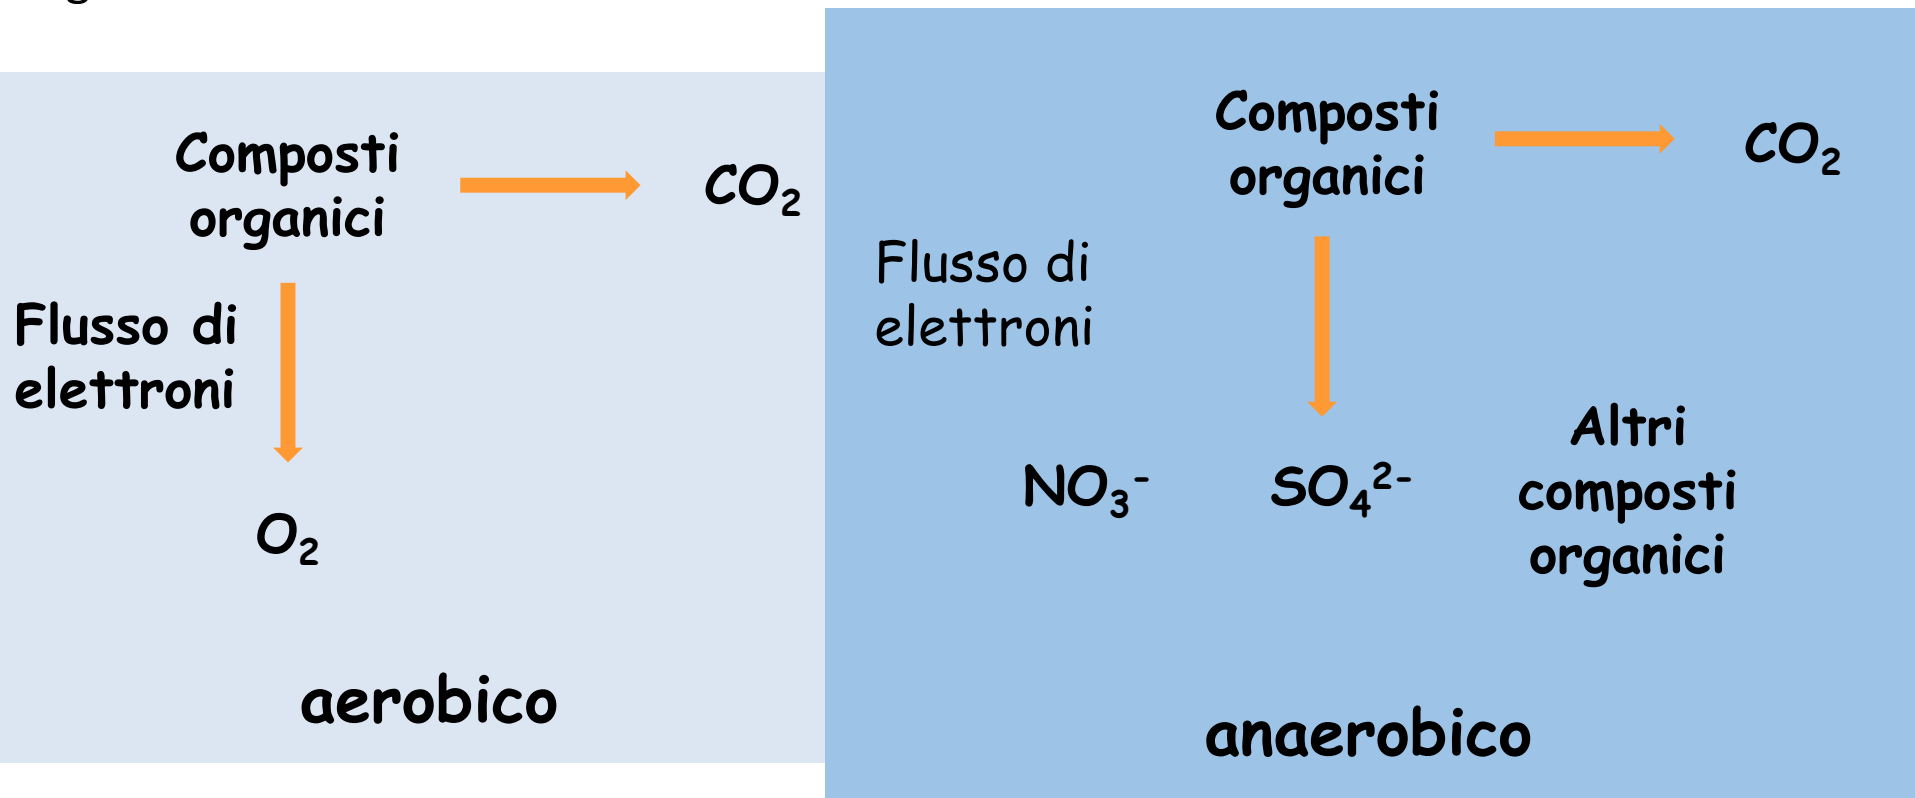 Composti
organici
CO₂
Flusso di
elettroni
O₂
aerobico
Composti
organici
CO₂
Flusso di
elettroni
NO₃⁻
SO₄²⁻
Altri
composti
organici
anaerobico